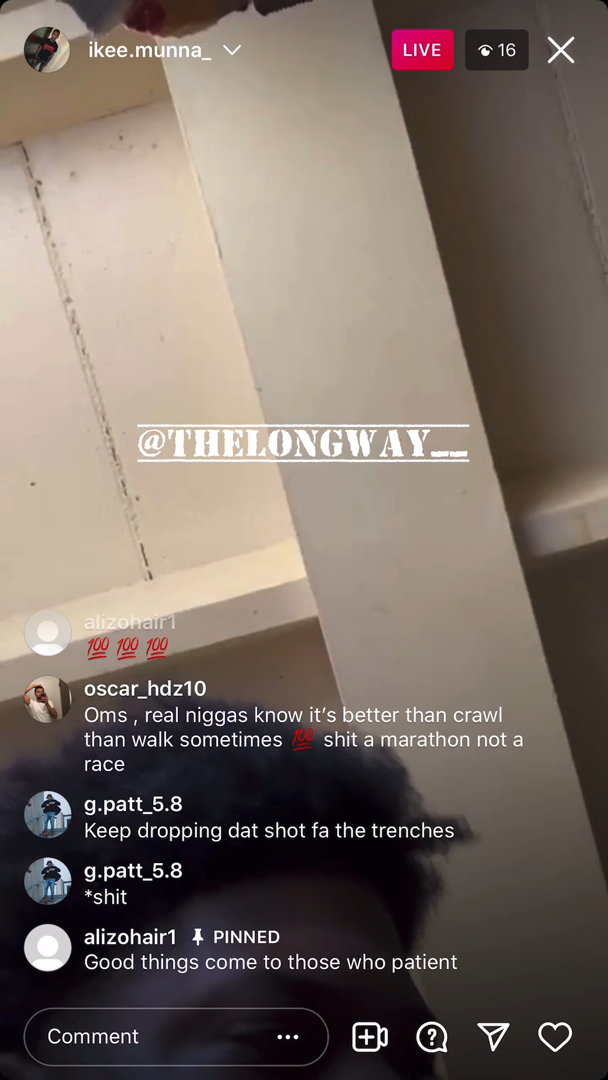 ikee.munna_
LIVE
16
@THELONGWAY__
alizohair1
💯 💯 💯
oscar_hdz10
Oms , real niggas know it’s better than crawl
than walk sometimes 💯 shit a marathon not a
race
g.patt_5.8
Keep dropping dat shot fa the trenches
g.patt_5.8
*shit
alizohair1 📌 PINNED
Good things come to those who patient
Comment